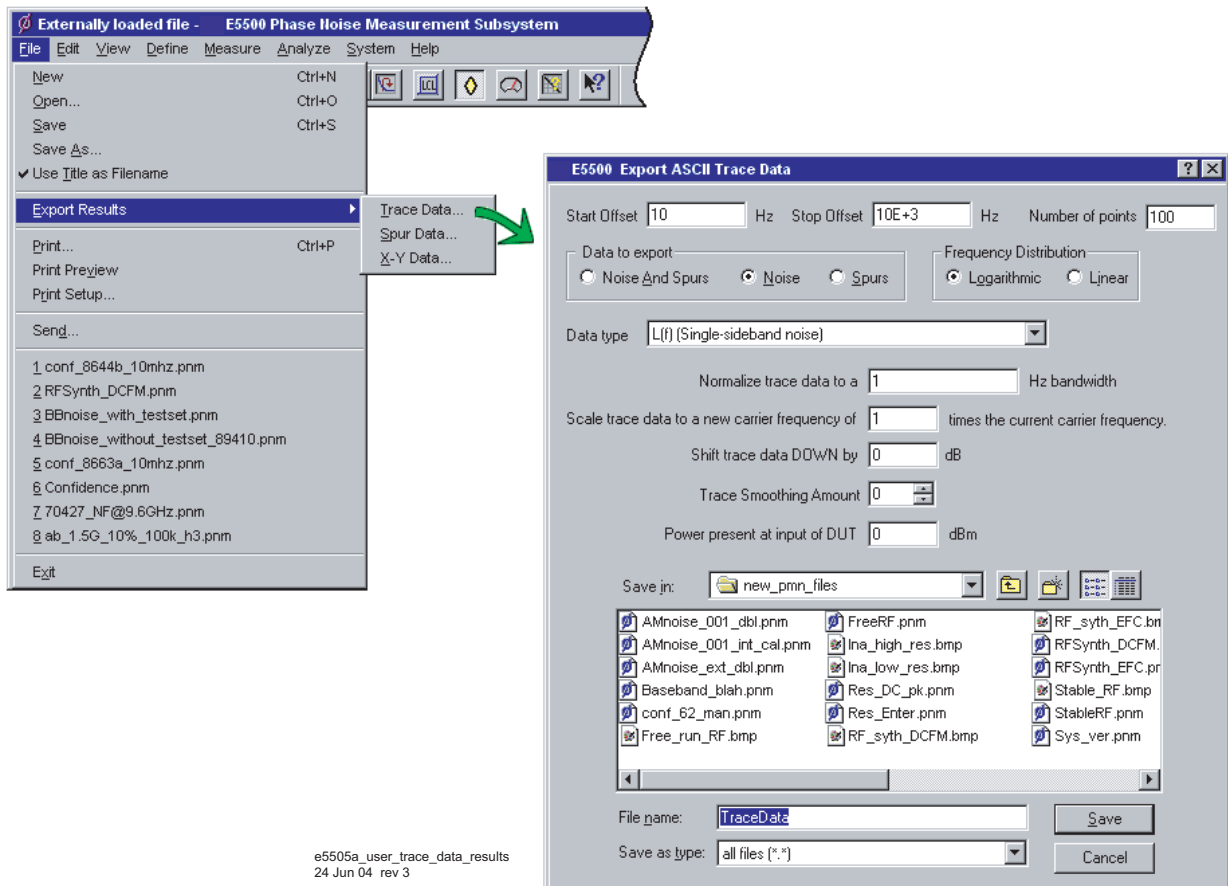 Externally loaded file - E5500 Phase Noise Measurement Subsystem
File Edit View Define Measure Analyze System Help
New Ctrl+N
Open... Ctrl+O
Save Ctrl+S
Save As...
Use Title as Filename
Export Results
Print... Ctrl+P
Print Preview
Print Setup...
Send...
1 conf_8644b_10mhz.pnm
2 RFSynth_DCFM.pnm
3 BBnoise_with_testset.pnm
4 BBnoise_without_testset_89410.pnm
5 conf_8663a_10mhz.pnm
6 Confidence.pnm
7 70427_NF@9.6GHz.pnm
8 ab_1.5G_10%_100k_h3.pnm
Exit
Trace Data...
Spur Data...
X-Y Data...
E5500 Export ASCII Trace Data
Start Offset 10 Hz Stop Offset 10E+3 Hz Number of points 100
Data to export Frequency Distribution
Noise And Spurs Noise Spurs Logarithmic Linear
Data type L(f) (Single-sideband noise)
Normalize trace data to a 1 Hz bandwidth
Scale trace data to a new carrier frequency of 1 times the current carrier frequency.
Shift trace data DOWN by 0 dB
Trace Smoothing Amount 0
Power present at input of DUT 0 dBm
Save in: new_pmn_files
AMnoise_001_dbl.pnm FreeRF.pnm RF_syth_EFC.bm
AMnoise_001_int_cal.pnm lna_high_res.bmp RFSynth_DCFM.
AMnoise_ext_dbl.pnm lna_low_res.bmp RFSynth_EFC.pr
Baseband_blah.pnm Res_DC_pk.pnm Stable_RF.bmp
conf_62_man.pnm Res_Enter.pnm StableRF.pnm
Free_run_RF.bmp RF_syth_DCFM.bmp Sys_ver.pnm
File name: TraceData Save
Save as type: all files (*.*) Cancel
e5505a_user_trace_data_results
24 Jun 04 rev 3